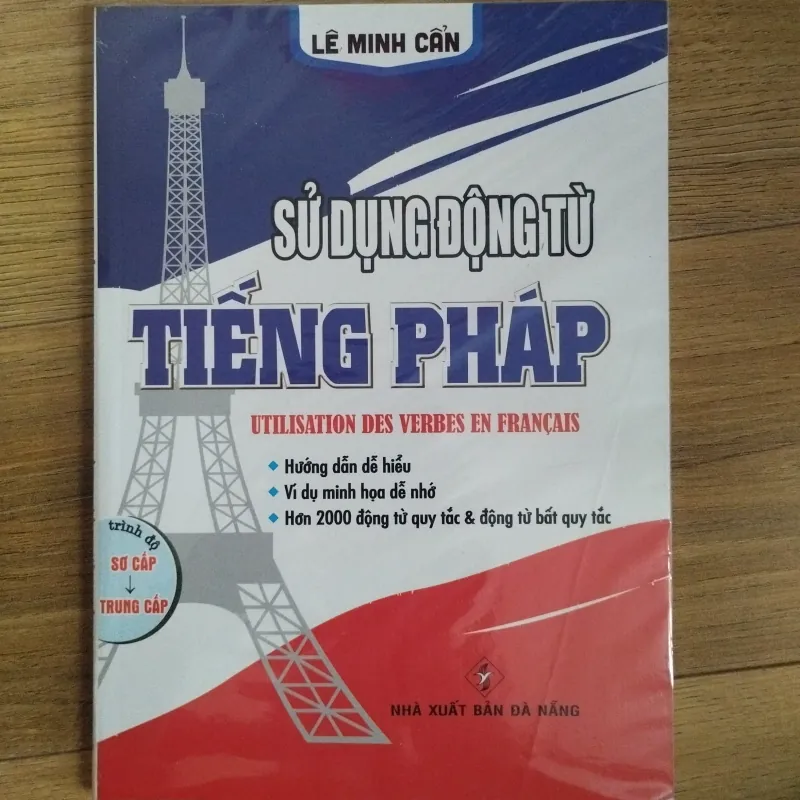 LÊ MINH CẨN
SỬ DỤNG ĐỘNG TỪ
TIẾNG PHÁP
UTILISATION DES VERBES EN FRANÇAIS
Hướng dẫn dễ hiểu
Ví dụ minh họa dễ nhớ
Hơn 2000 động từ quy tắc & động từ bất quy tắc
trình độ
SƠ CẤP
↓
TRUNG CẤP
NHÀ XUẤT BẢN ĐÀ NẴNG